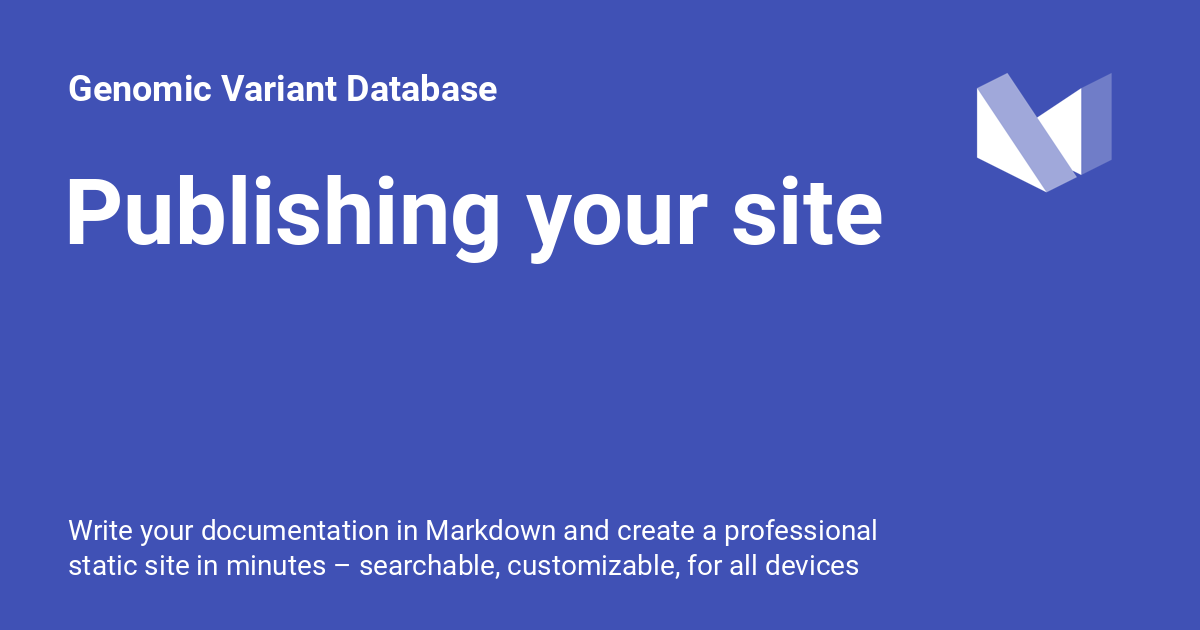 Genomic Variant Database
Publishing your site
Write your documentation in Markdown and create a professional
static site in minutes – searchable, customizable, for all devices